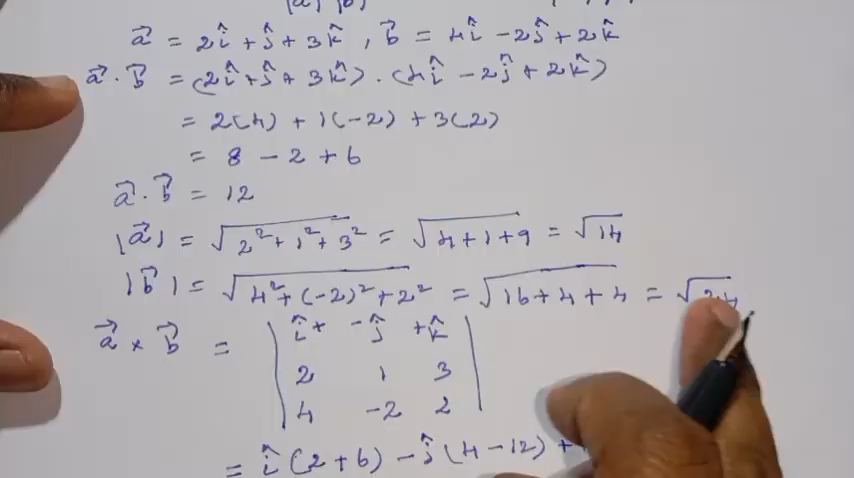 |a| |b|
a⃗ = 2î + ĵ + 3k̂, b⃗ = 4î − 2ĵ + 2k̂
a⃗ · b⃗ = (2î + ĵ + 3k̂) · (4î − 2ĵ + 2k̂)
= 2(4) + 1(−2) + 3(2)
= 8 − 2 + 6
a⃗ · b⃗ = 12
|a⃗| = √(2² + 1² + 3²) = √(4+1+9) = √14
|b⃗| = √(4² + (−2)² + 2²) = √(16+4+4) = √24
a⃗ × b⃗ = | î+ −ĵ +k̂ |
2 1 3
4 −2 2
= î (2+6) − ĵ (4−12) +